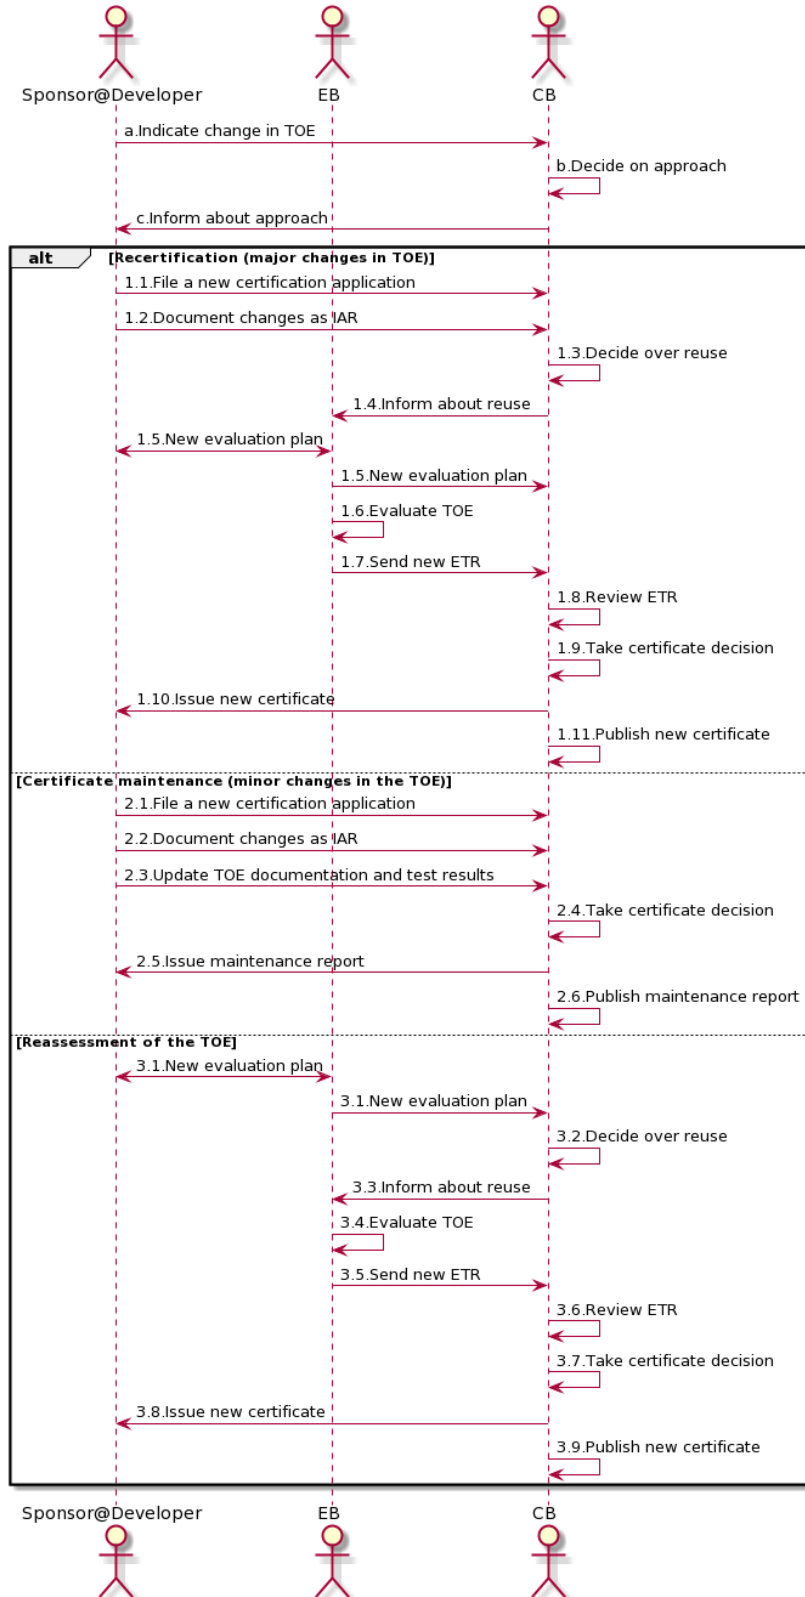 Sponsor@Developer EB CB
a.Indicate change in TOE
b.Decide on approach
c.Inform about approach
alt [Recertification (major changes in TOE)]
1.1.File a new certification application
1.2.Document changes as IAR
1.3.Decide over reuse
1.4.Inform about reuse
1.5.New evaluation plan
1.5.New evaluation plan
1.6.Evaluate TOE
1.7.Send new ETR
1.8.Review ETR
1.9.Take certificate decision
1.10.Issue new certificate
1.11.Publish new certificate
[Certificate maintenance (minor changes in the TOE)]
2.1.File a new certification application
2.2.Document changes as IAR
2.3.Update TOE documentation and test results
2.4.Take certificate decision
2.5.Issue maintenance report
2.6.Publish maintenance report
[Reassessment of the TOE]
3.1.New evaluation plan
3.1.New evaluation plan
3.2.Decide over reuse
3.3.Inform about reuse
3.4.Evaluate TOE
3.5.Send new ETR
3.6.Review ETR
3.7.Take certificate decision
3.8.Issue new certificate
3.9.Publish new certificate
Sponsor@Developer EB CB